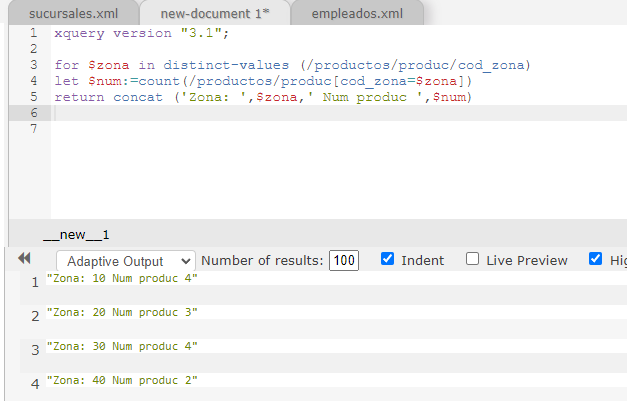 sucursales.xml new-document 1* empleados.xml
1 xquery version "3.1";
2
3 for $zona in distinct-values (/productos/produc/cod_zona)
4 let $num:=count(/productos/produc[cod_zona=$zona])
5 return concat ('Zona: ',$zona,' Num produc ',$num)
6
7
__new__1
Adaptive Output Number of results: 100 Indent Live Preview
1 "Zona: 10 Num produc 4"
2 "Zona: 20 Num produc 3"
3 "Zona: 30 Num produc 4"
4 "Zona: 40 Num produc 2"